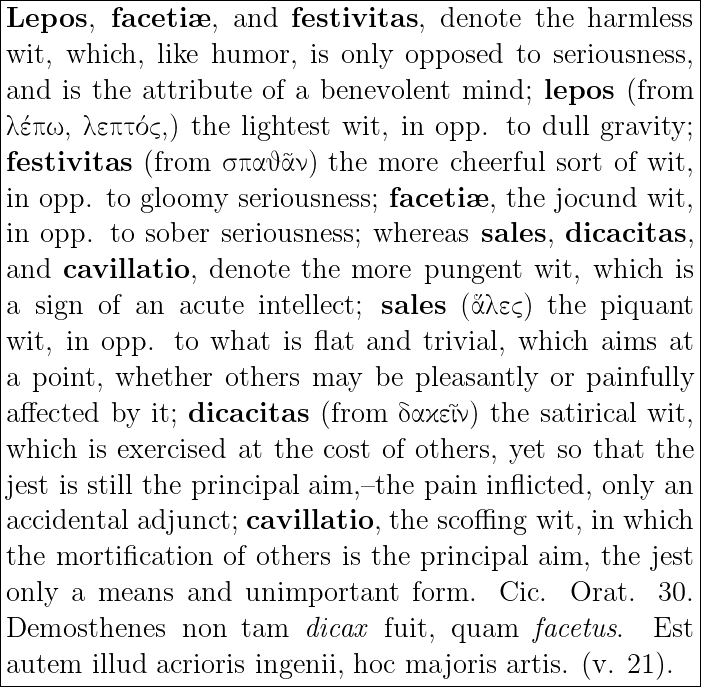 Lepos, facetiæ, and festivitas, denote the harmless
wit, which, like humor, is only opposed to seriousness,
and is the attribute of a benevolent mind; lepos (from
λέπω, λεπτός,) the lightest wit, in opp. to dull gravity;
festivitas (from σπαθᾶν) the more cheerful sort of wit,
in opp. to gloomy seriousness; facetiæ, the jocund wit,
in opp. to sober seriousness; whereas sales, dicacitas,
and cavillatio, denote the more pungent wit, which is
a sign of an acute intellect; sales (ἅλες) the piquant
wit, in opp. to what is flat and trivial, which aims at
a point, whether others may be pleasantly or painfully
affected by it; dicacitas (from δακεῖν) the satirical wit,
which is exercised at the cost of others, yet so that the
jest is still the principal aim,–the pain inflicted, only an
accidental adjunct; cavillatio, the scoffing wit, in which
the mortification of others is the principal aim, the jest
only a means and unimportant form. Cic. Orat. 30.
Demosthenes non tam dicax fuit, quam facetus. Est
autem illud acrioris ingenii, hoc majoris artis. (v. 21).